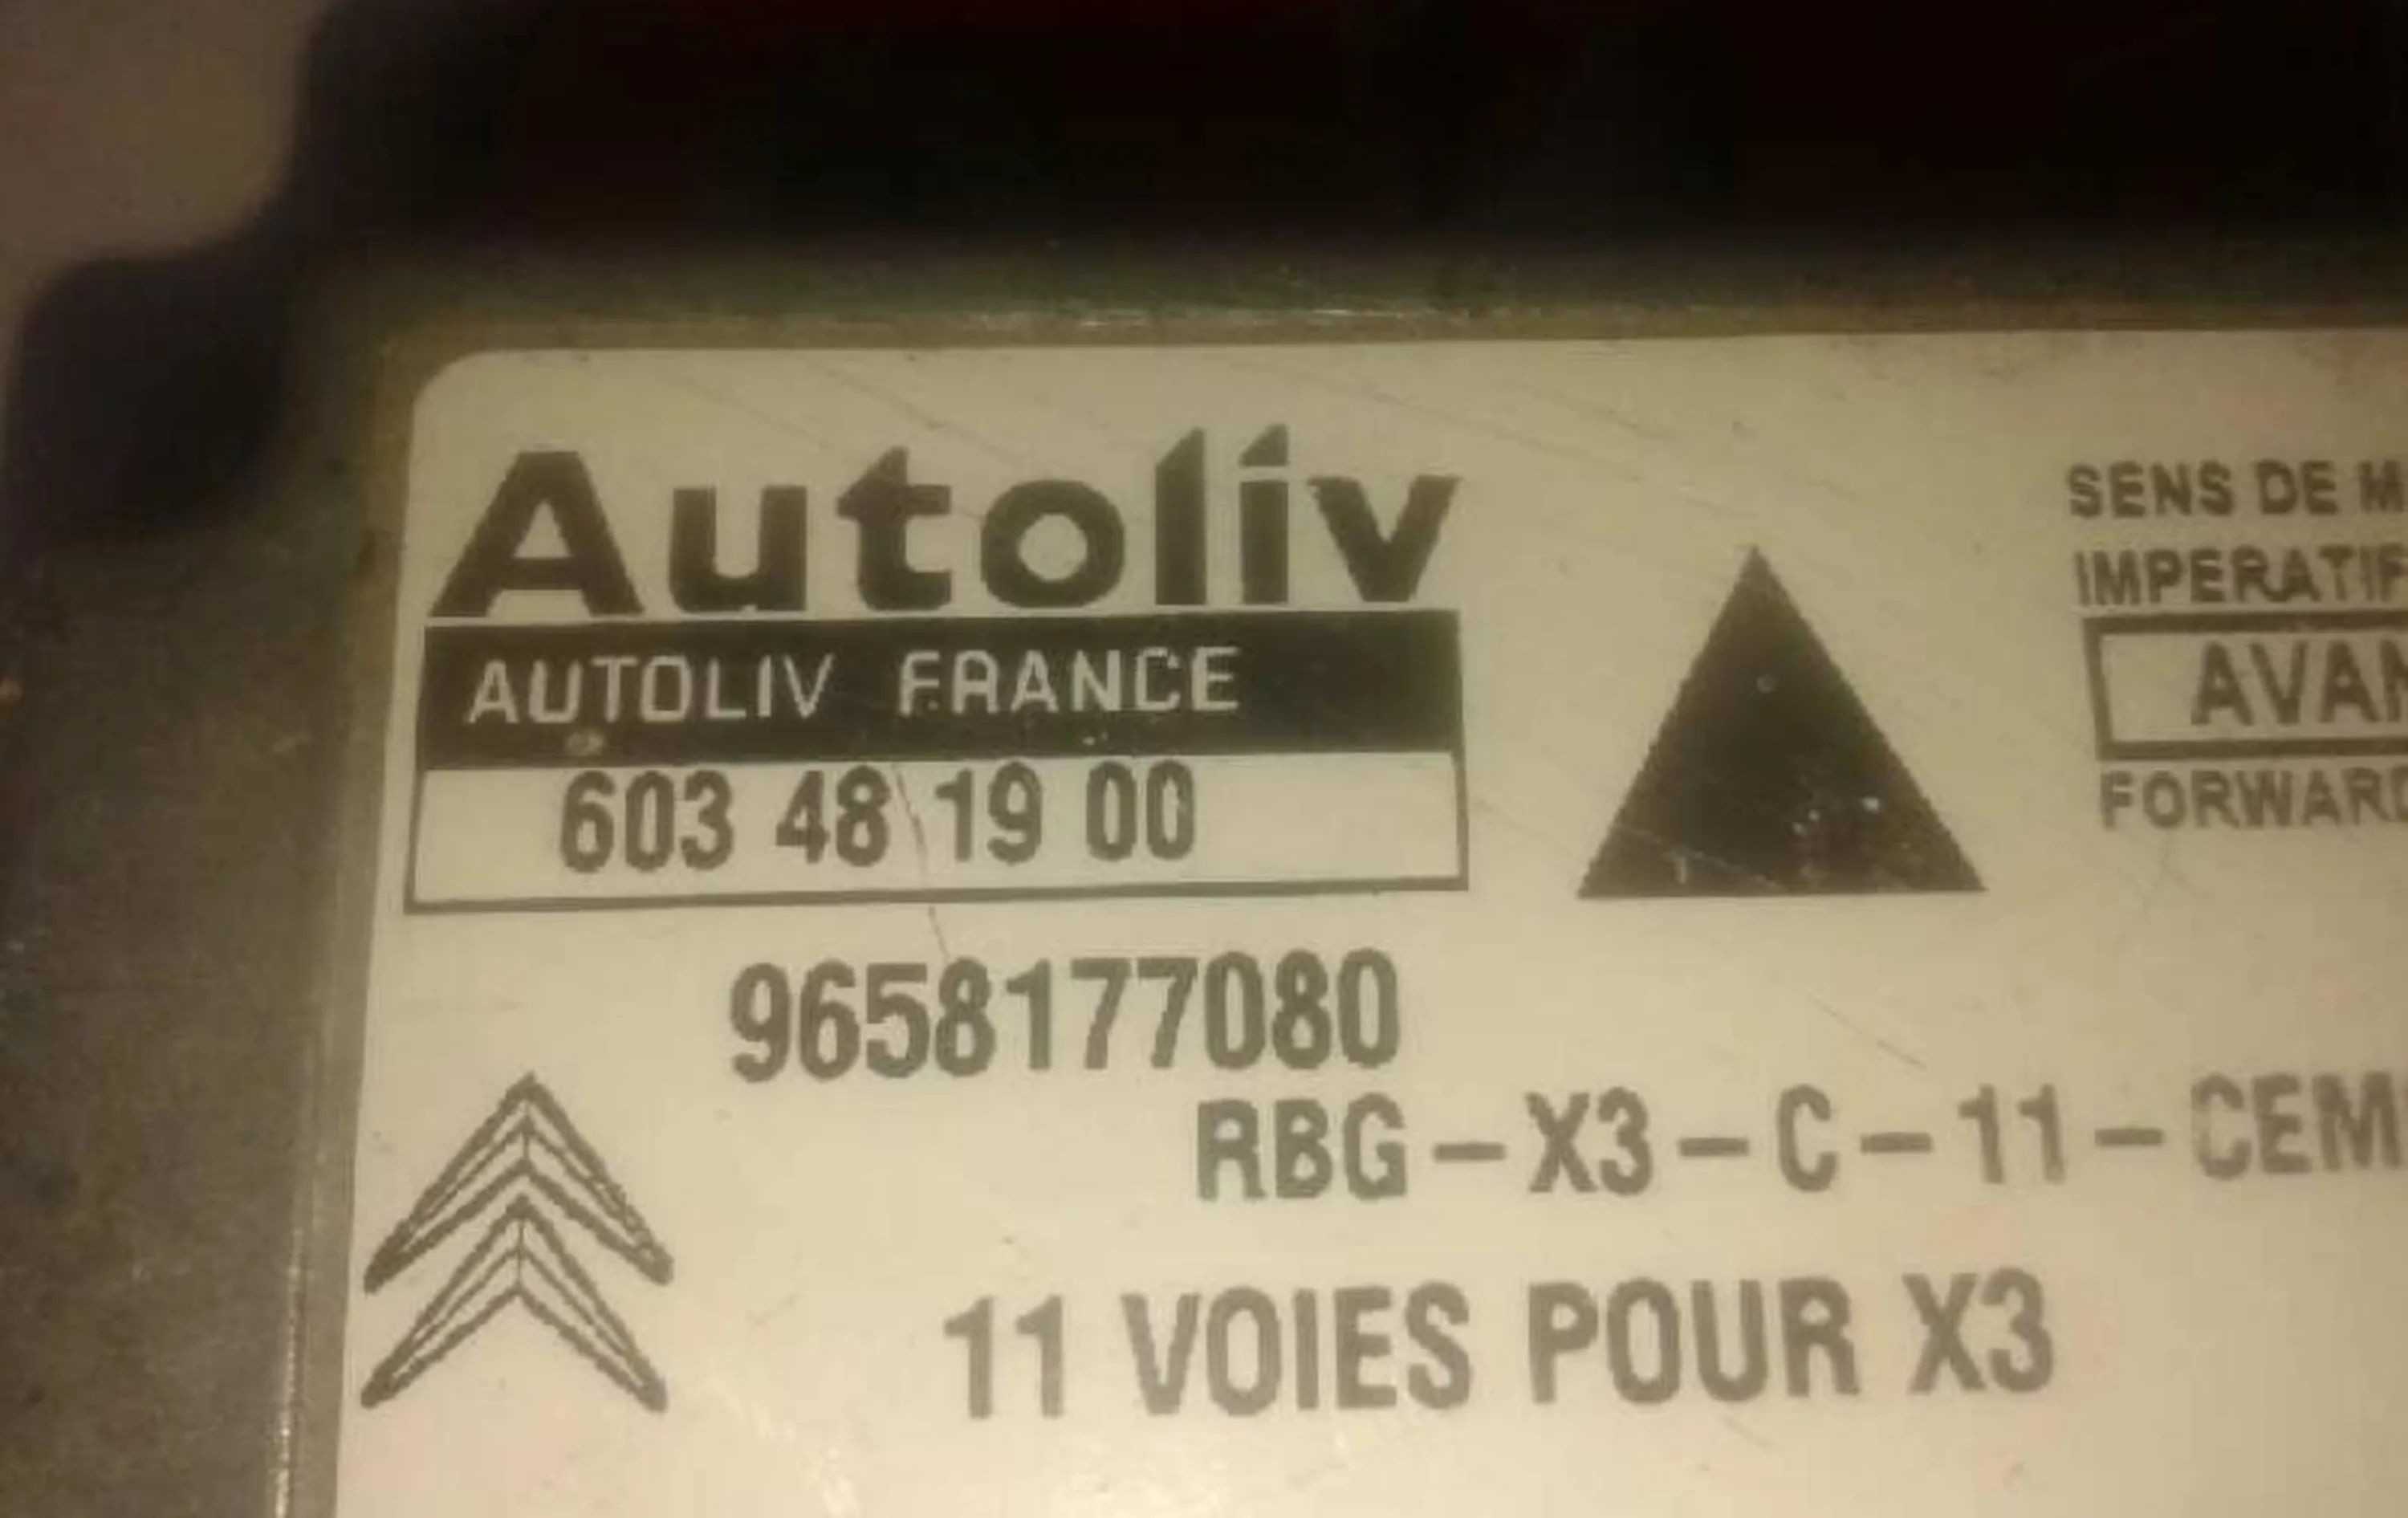 Autoliv
AUTOLIV FRANCE
603 48 19 00
SENS DE M
IMPERATIF
AVAN
FORWARD
9658177080
RBG-X3-C-11-CEM
11 VOIES POUR X3